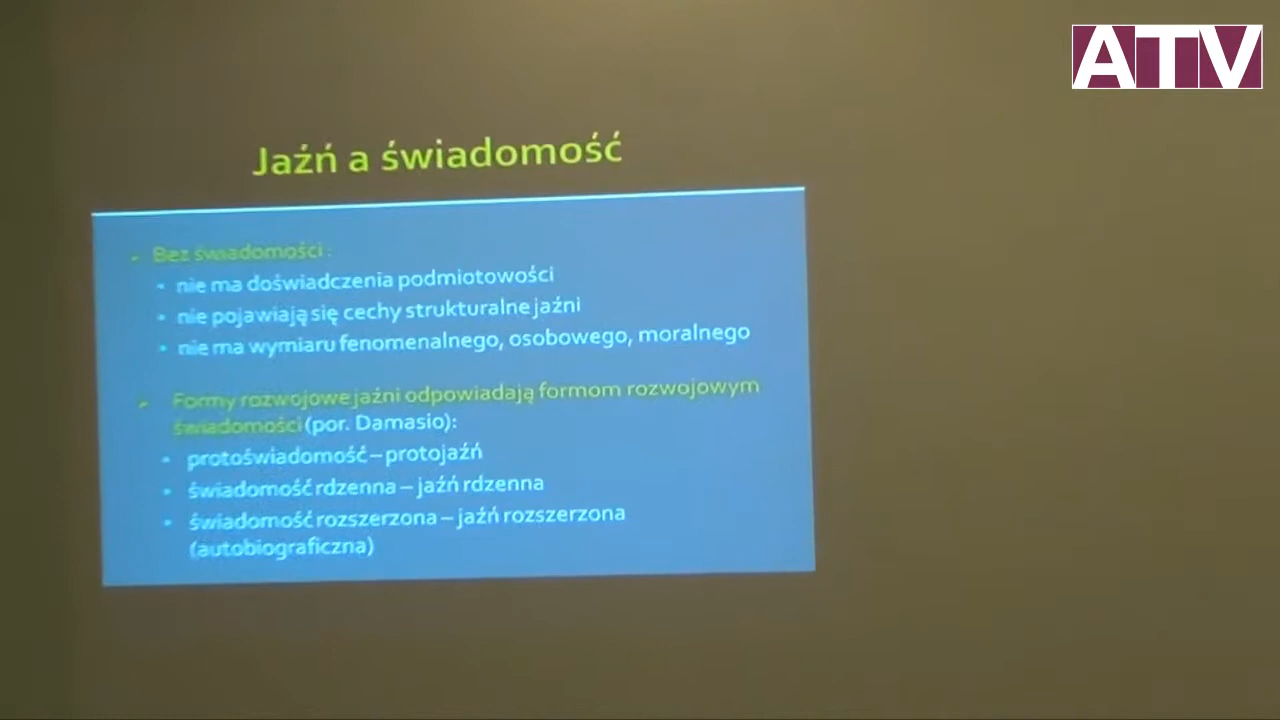 ATV
Jaźń a świadomość
Bez świadomości :
nie ma doświadczenia podmiotowości
nie pojawiają się cechy strukturalne jaźni
nie ma wymiaru fenomenalnego, osobowego, moralnego
Formy rozwojowe jaźni odpowiadają formom rozwojowym
świadomości (por. Damasio):
protoświadomość – protojaźń
świadomość rdzenna – jaźń rdzenna
świadomość rozszerzona – jaźń rozszerzona
(autobiograficzna)